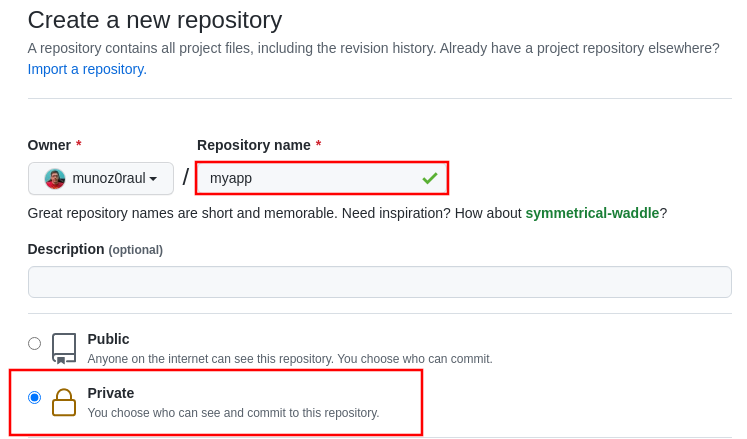 Create a new repository
A repository contains all project files, including the revision history. Already have a project repository elsewhere?
Import a repository.
Owner * Repository name *
munoz0raul / myapp
Great repository names are short and memorable. Need inspiration? How about symmetrical-waddle?
Description (optional)
Public
Anyone on the internet can see this repository. You choose who can commit.
Private
You choose who can see and commit to this repository.